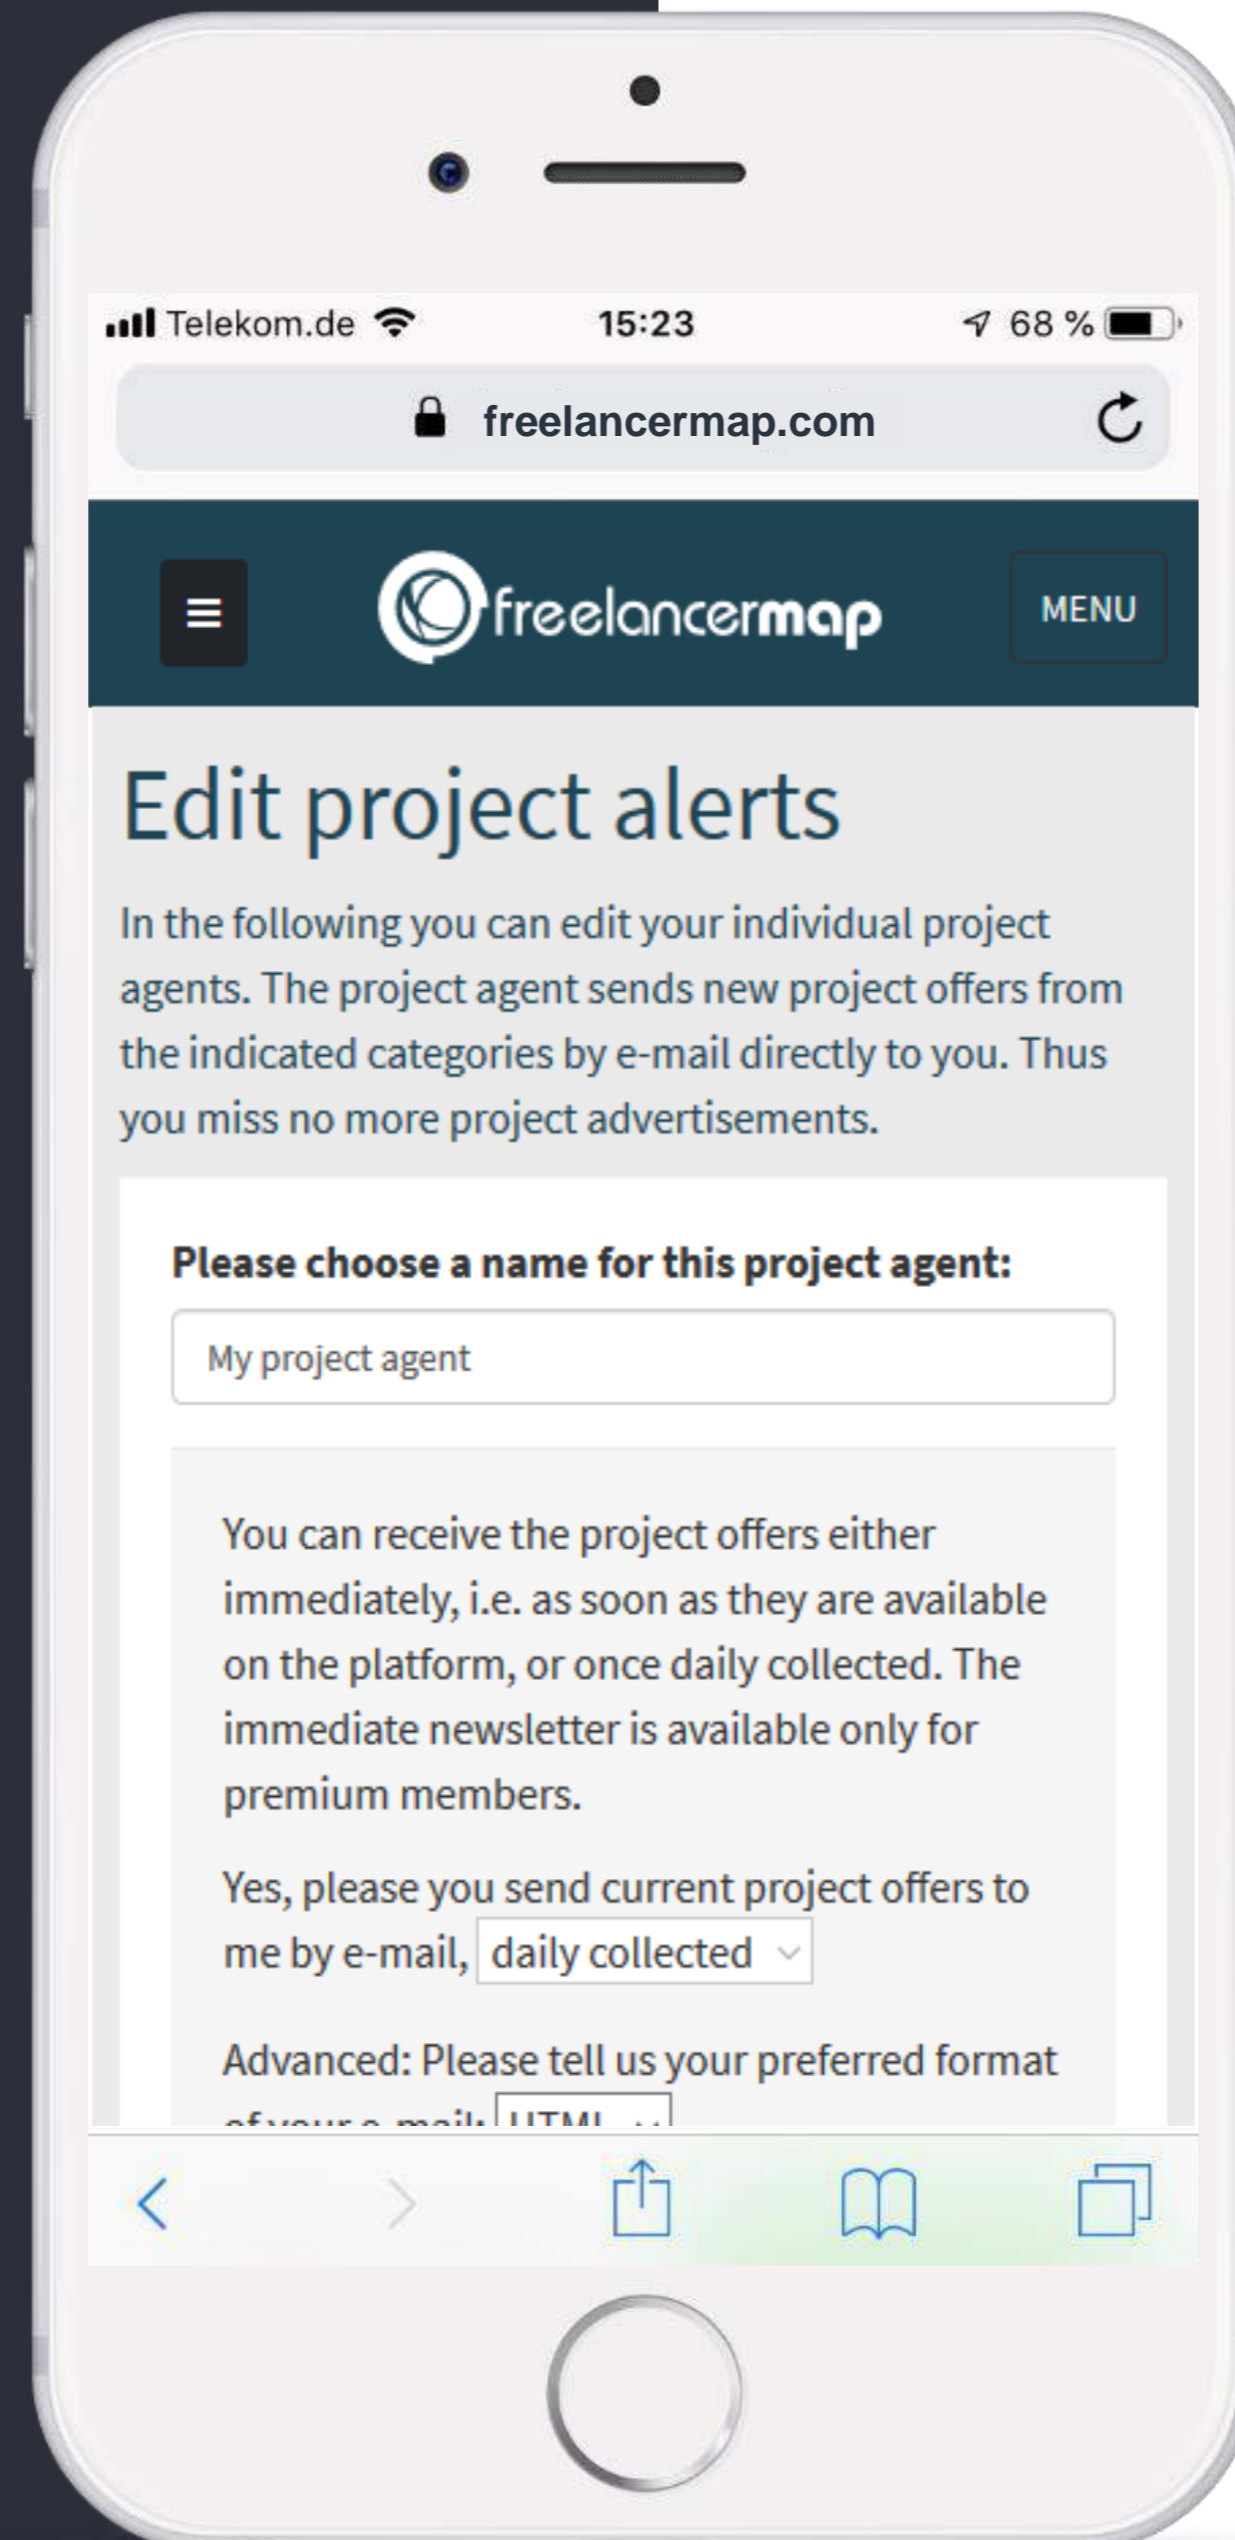 Telekom.de 15:23 68 %
freelancermap.com
freelancermap MENU
Edit project alerts
In the following you can edit your individual project
agents. The project agent sends new project offers from
the indicated categories by e-mail directly to you. Thus
you miss no more project advertisements.
Please choose a name for this project agent:
My project agent
You can receive the project offers either
immediately, i.e. as soon as they are available
on the platform, or once daily collected. The
immediate newsletter is available only for
premium members.
Yes, please you send current project offers to
me by e-mail, daily collected
Advanced: Please tell us your preferred format
of your e-mail: HTML